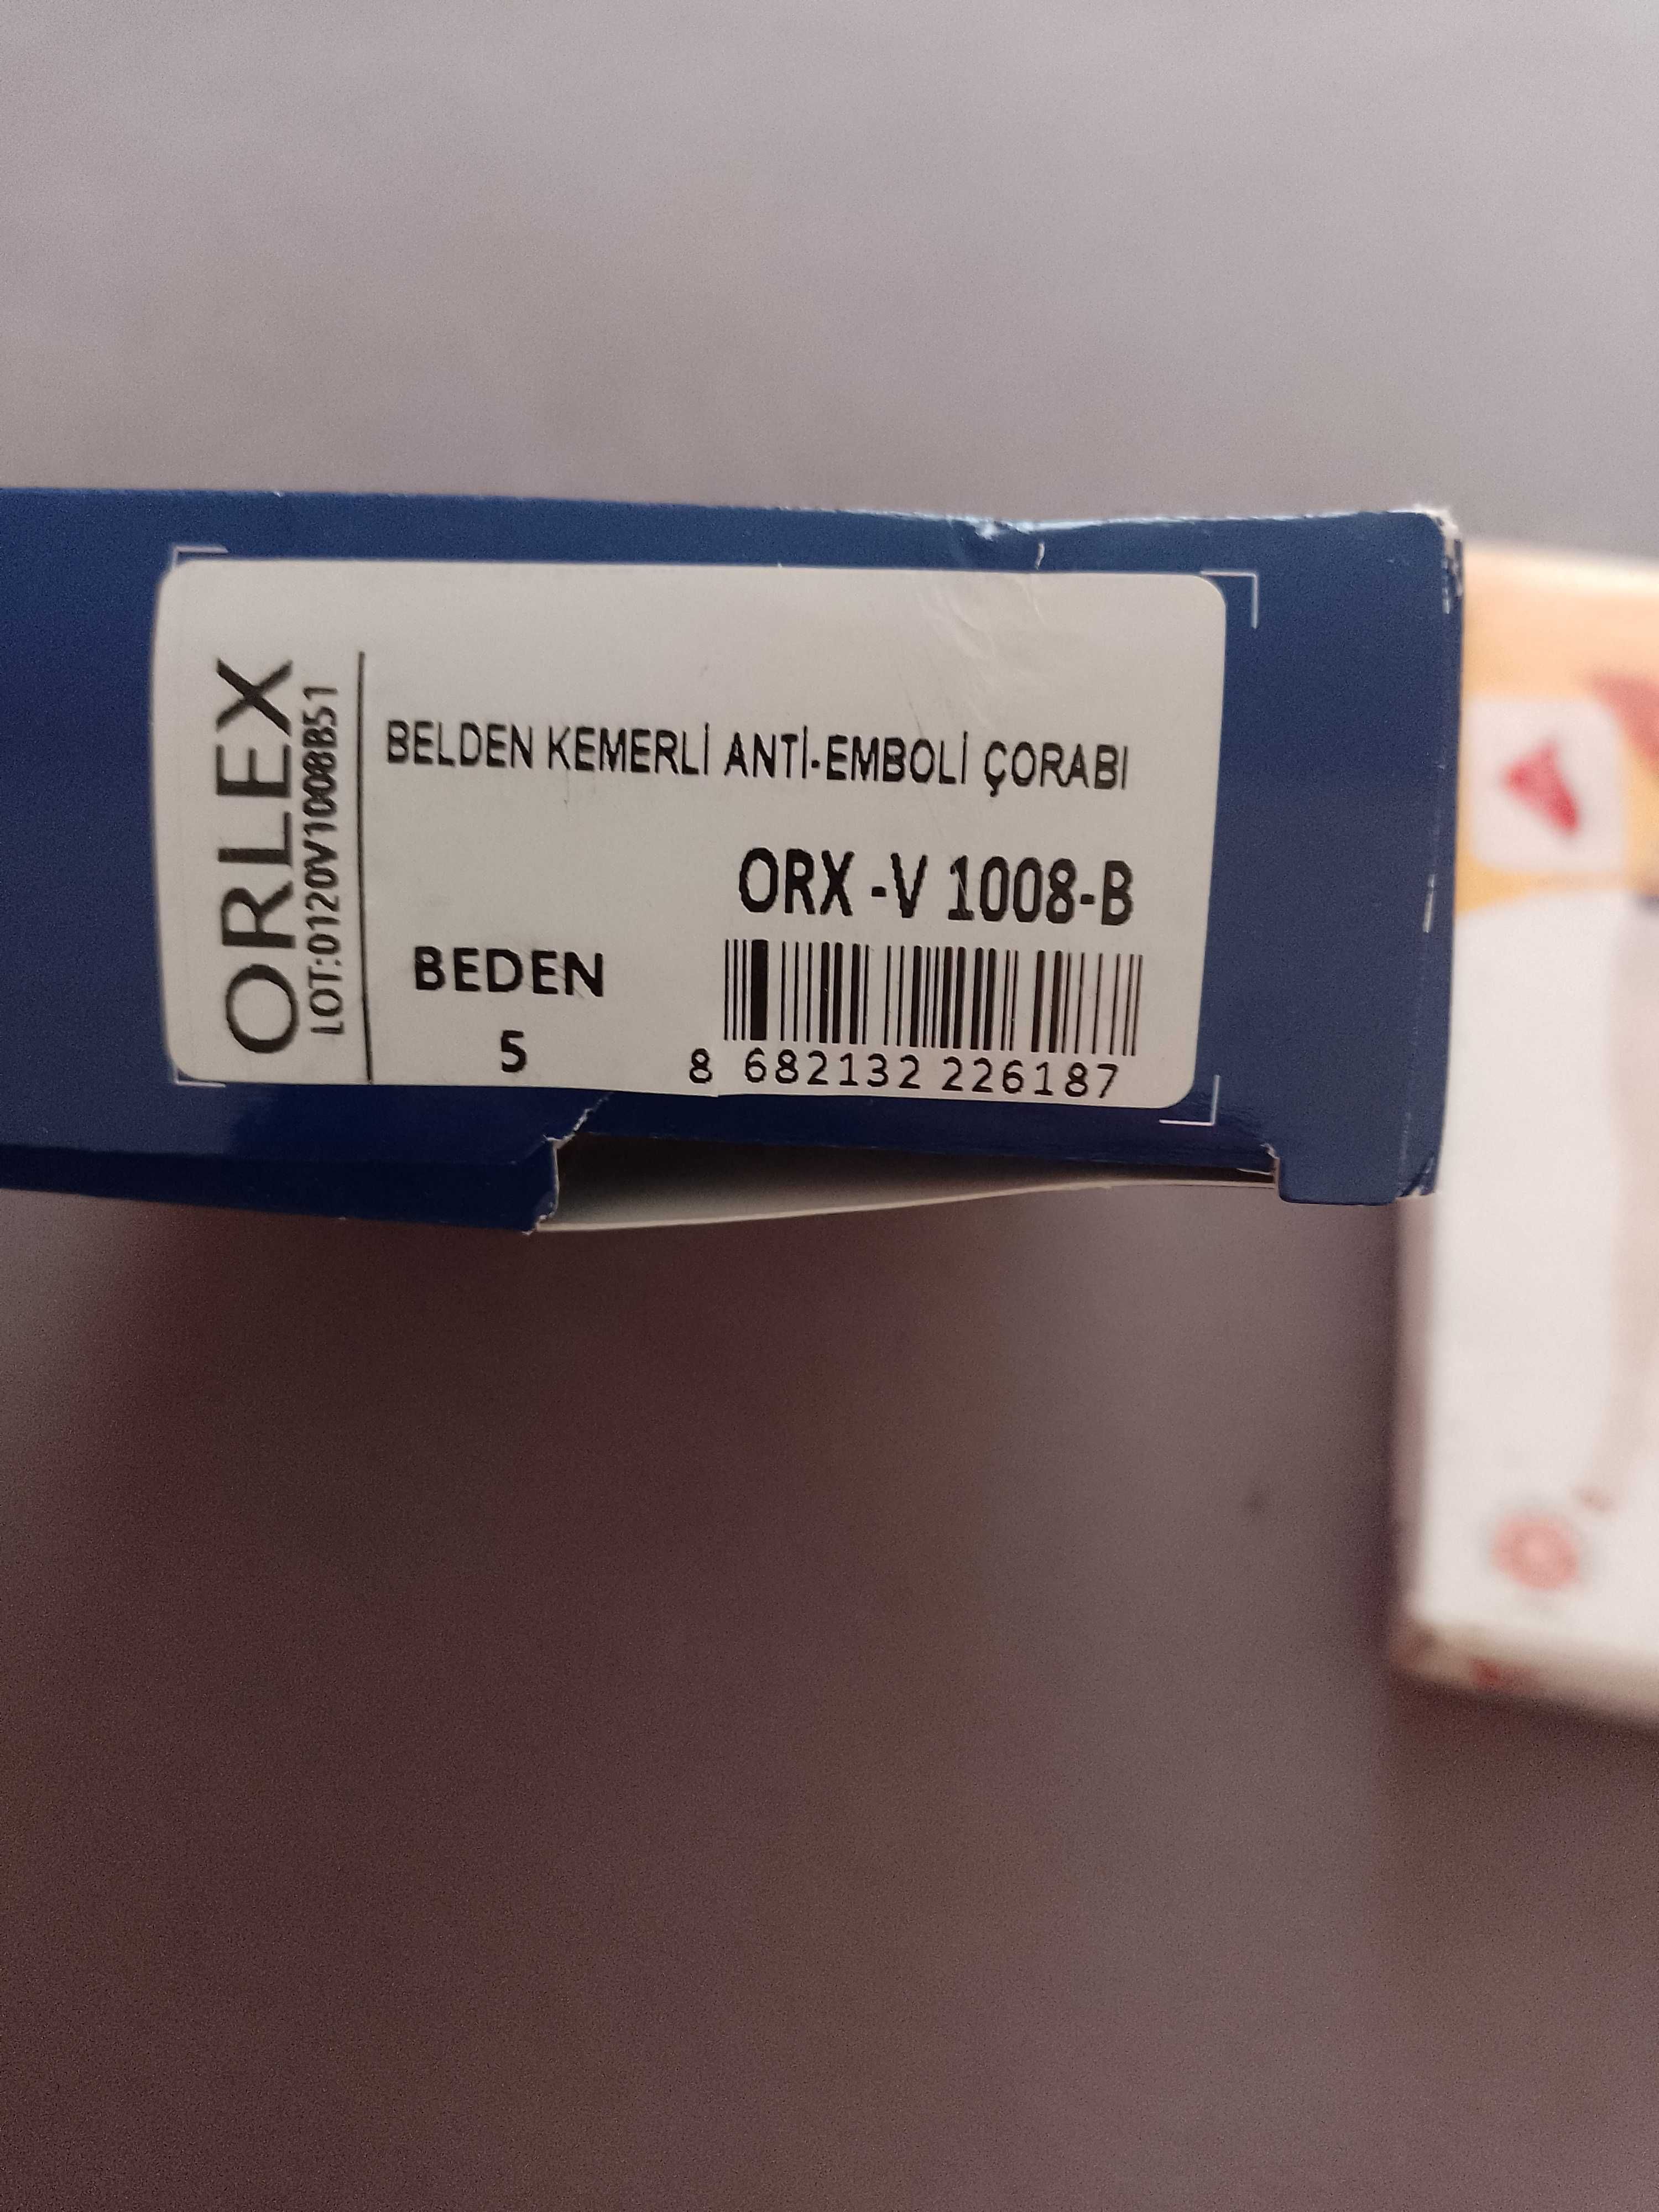 ORLEX
LOT:0120V1008B51
BELDEN KEMERLİ ANTİ-EMBOLİ ÇORABI
ORX -V 1008-B
BEDEN
5
8 682132 226187